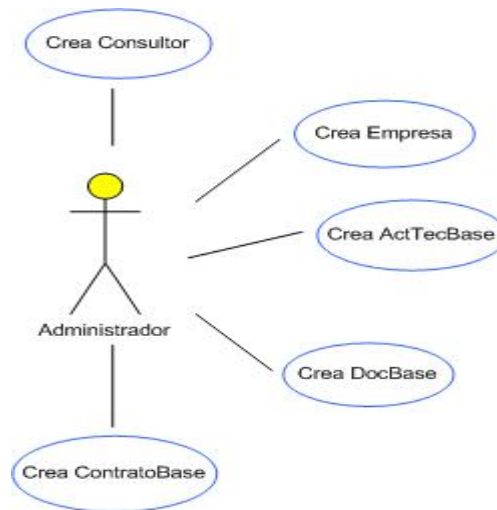 Crea Consultor
Crea Empresa
Crea ActTecBase
Administrador
Crea DocBase
Crea ContratoBase